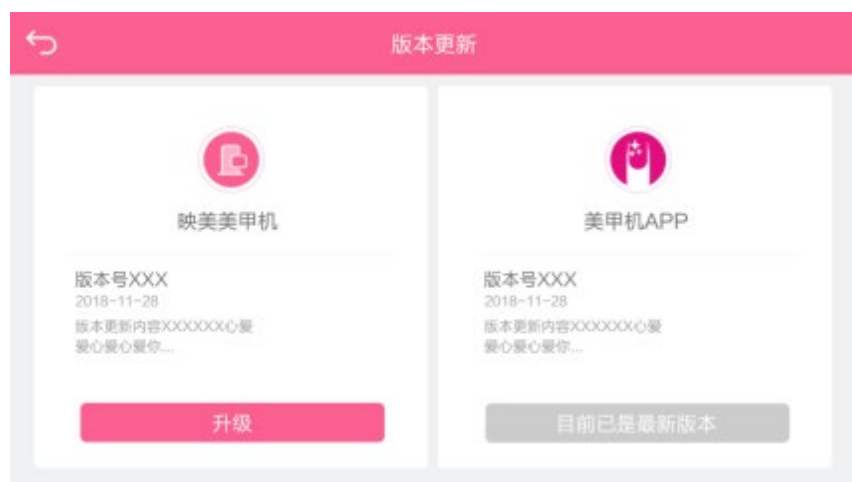 版本更新
映美美甲机
版本号XXX
2018-11-28
版本更新内容XXXXXX心爱
爱心爱心爱你...
升级
美甲机APP
版本号XXX
2018-11-28
版本更新内容XXXXXX心爱
爱心爱心爱你...
目前已是最新版本